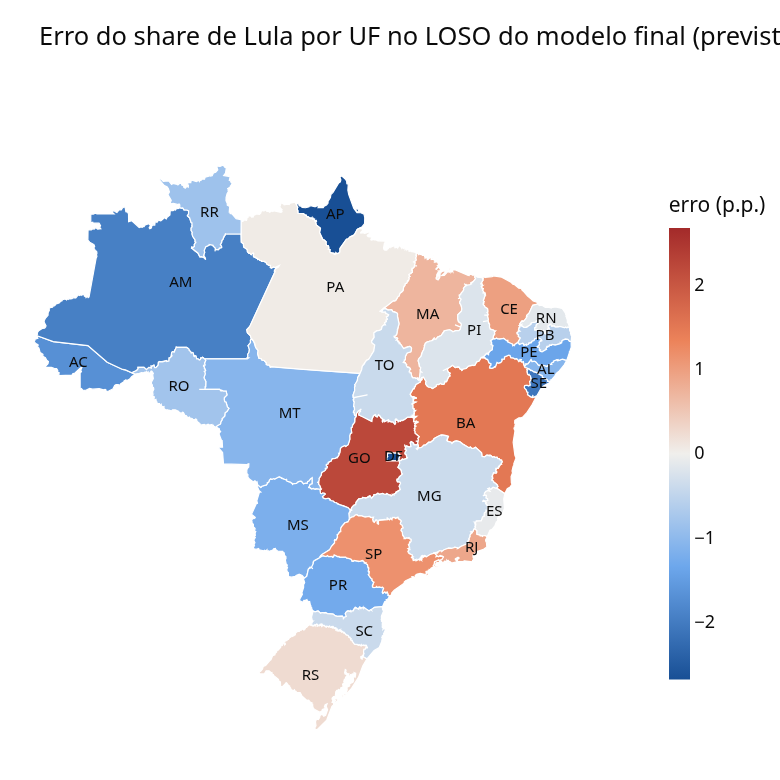 Erro do share de Lula por UF no LOSO do modelo final (previst
erro (p.p.)
2
1
0
−1
−2
RR
AP
AM
PA
MA
CE
RN
PI
PB
PE
AC
TO
AL
RO
SE
MT
BA
GO
DF
MG
ES
MS
RJ
SP
PR
SC
RS